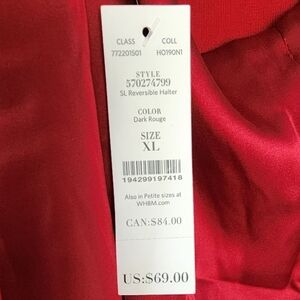 CLASS COLL
772201501 HO190N1
STYLE
570274799
SL Reversible Halter
COLOR
Dark Rouge
SIZE
XL
194299197418
Also in Petite sizes at
WHBM.com
CAN:$84.00
US:$69.00